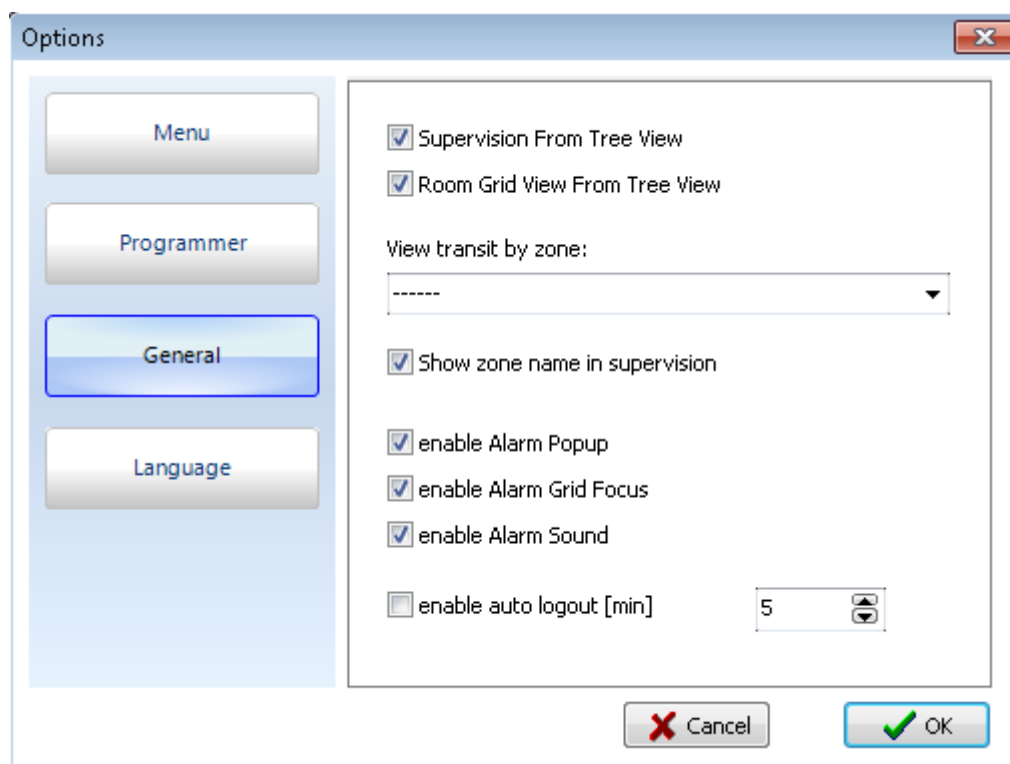 Options
Menu
Programmer
General
Language
Supervision From Tree View
Room Grid View From Tree View
View transit by zone:
------
Show zone name in supervision
enable Alarm Popup
enable Alarm Grid Focus
enable Alarm Sound
enable auto logout [min] 5
Cancel OK